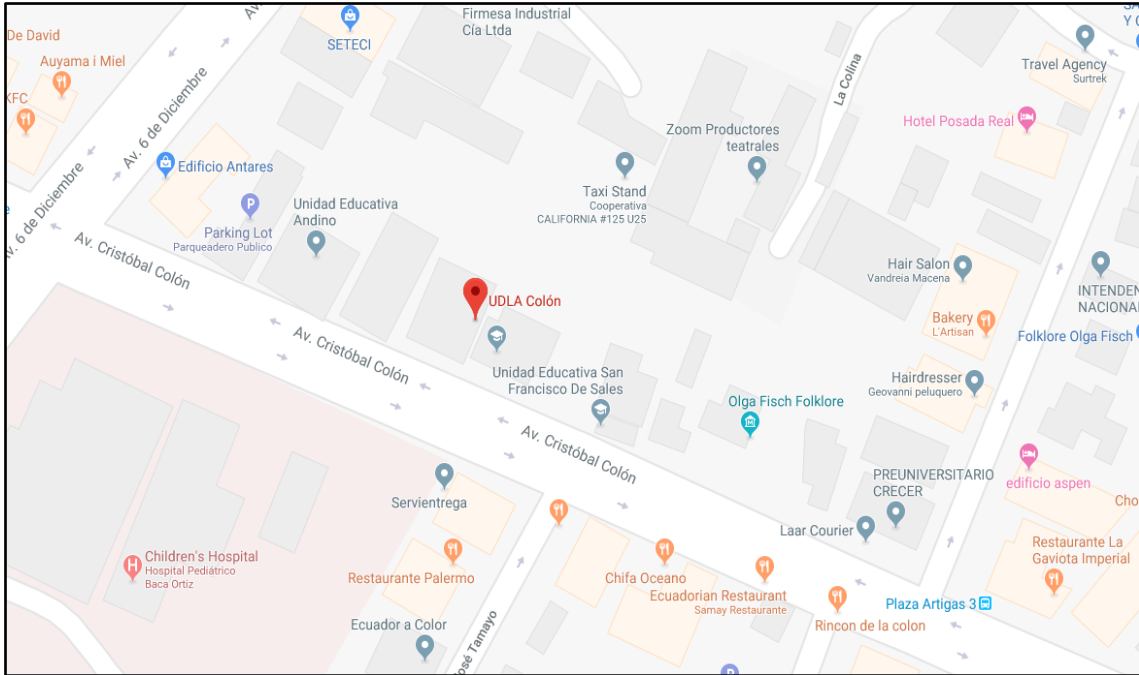 Firmesa Industrial
Cía Ltda
SA
Y C
De David
SETECI
Auyama i Miel
KFC
Av. 6 de Diciembre
La Colina
Travel Agency
Surtrek
Hotel Posada Real
Zoom Productores
teatrales
Edificio Antares
Taxi Stand
Cooperativa
CALIFORNIA #125 U25
Unidad Educativa
Andino
P
Parking Lot
Parqueadero Publico
Av. 6 de Diciembre
Av. Cristóbal Colón
Hair Salon
Vandreia Macena
INTENDEN
NACIONAL
UDLA Colón
Bakery
L'Artisan
Folklore Olga Fisch
Av. Cristóbal Colón
Unidad Educativa San
Francisco De Sales
Hairdresser
Geovanni peluquero
Olga Fisch Folklore
Av. Cristóbal Colón
PREUNIVERSITARIO
CRECER
edificio aspen
Cho
Servientrega
Laar Courier
Restaurante La
Gaviota Imperial
H
Children's Hospital
Hospital Pediátrico
Baca Ortiz
Restaurante Palermo
Chifa Oceano
Ecuadorian Restaurant
Samay Restaurante
Plaza Artigas 3
Rincon de la colon
Ecuador a Color
José Tamayo
P